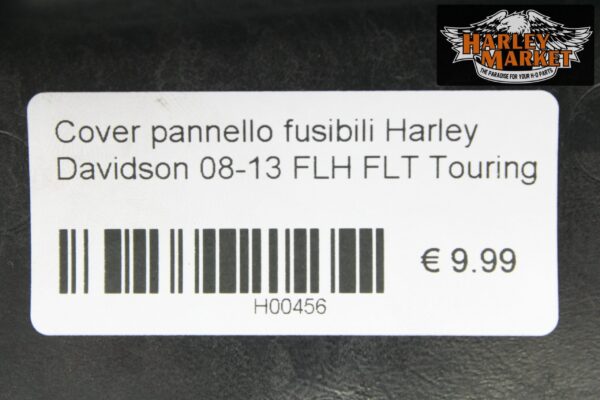 HARLEY
MARKET
THE PARADISE FOR YOUR H-D PARTS
Cover pannello fusibili Harley
Davidson 08-13 FLH FLT Touring
€ 9.99
H00456